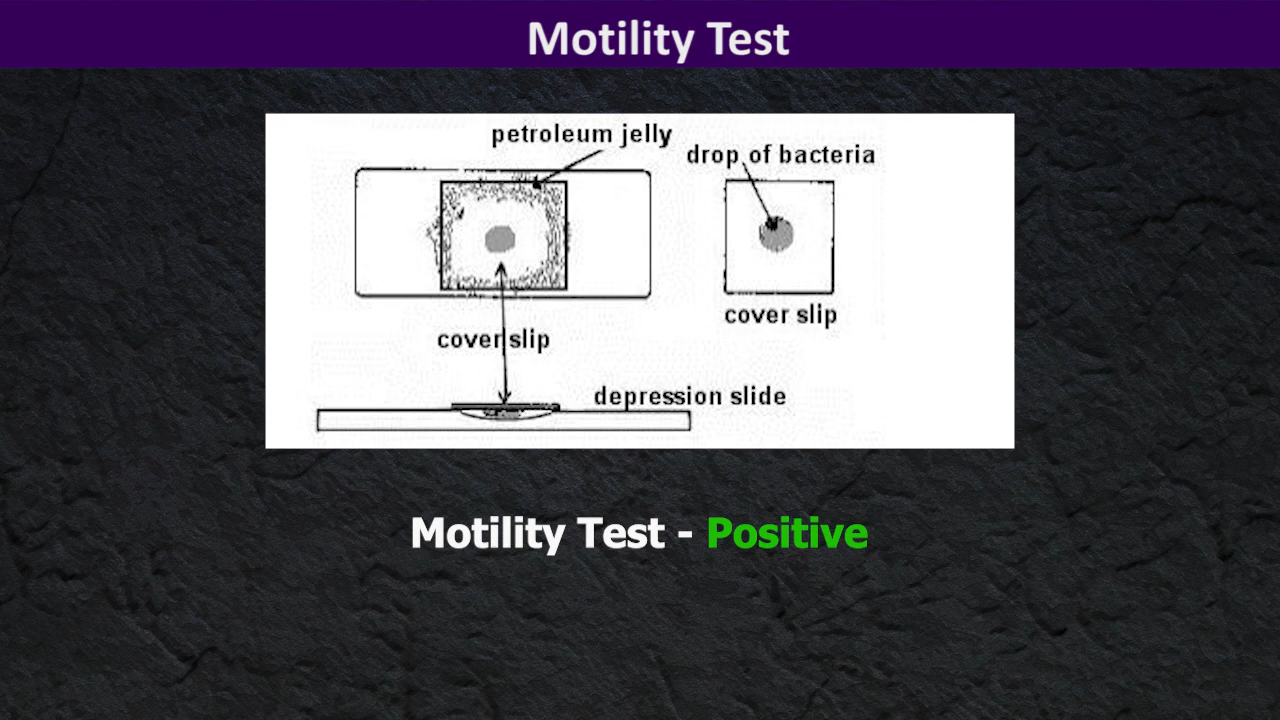 Motility Test
petroleum jelly
drop of bacteria
cover slip
cover slip
depression slide
Motility Test - Positive